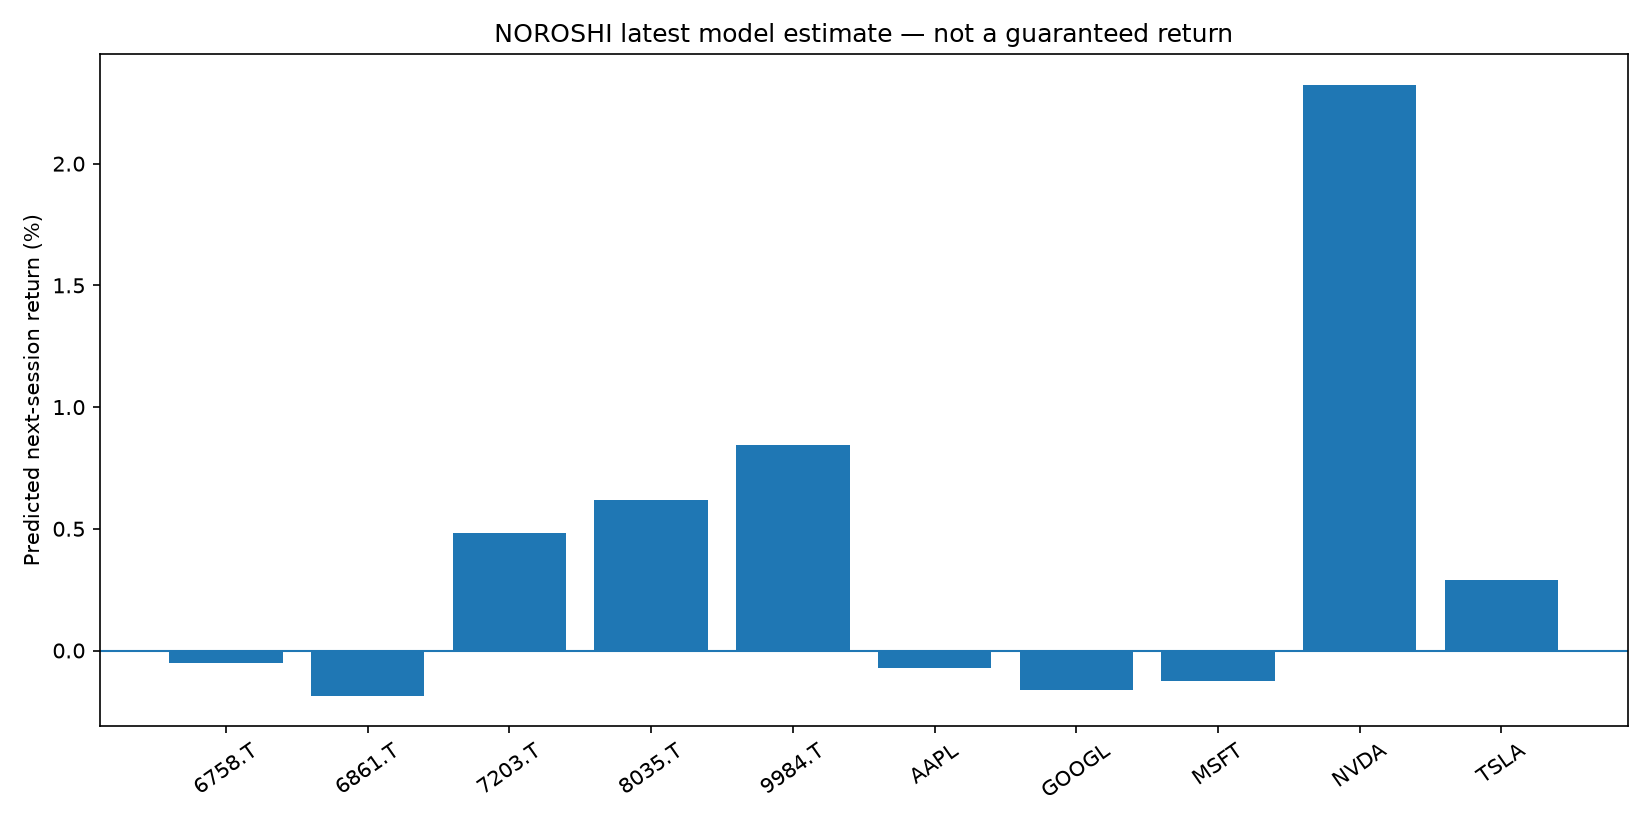 NOROSHI latest model estimate — not a guaranteed return
Predicted next-session return (%)
2.0
1.5
1.0
0.5
0.0
6758.T
6861.T
7203.T
8035.T
9984.T
AAPL
GOOGL
MSFT
NVDA
TSLA